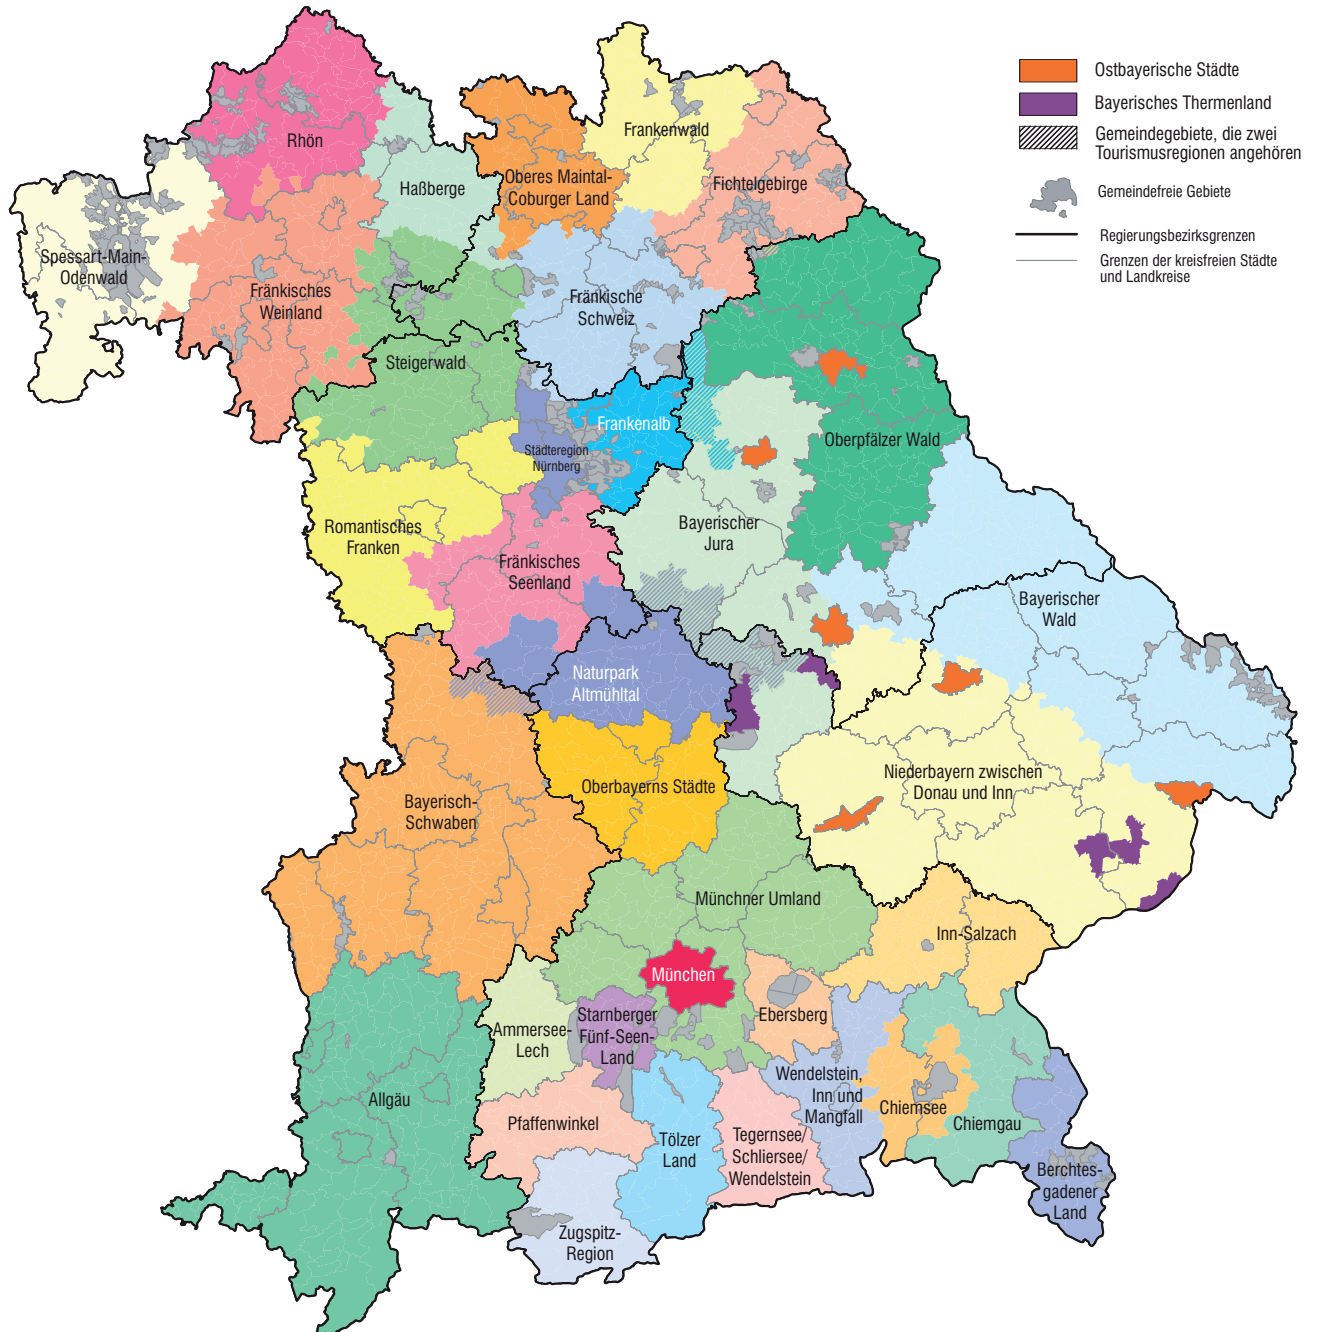 Ostbayerische Städte
Bayerisches Thermenland
Gemeindegebiete, die zwei
Tourismusregionen angehören
Gemeindefreie Gebiete
Regierungsbezirksgrenzen
Grenzen der kreisfreien Städte
und Landkreise
Rhön
Frankenwald
Haßberge
Oberes Maintal-
Coburger Land
Fichtelgebirge
Spessart-Main-
Odenwald
Fränkisches
Weinland
Fränkische
Schweiz
Steigerwald
Frankenalb
Städteregion
Nürnberg
Oberpfälzer Wald
Romantisches
Franken
Bayerischer
Jura
Fränkisches
Seenland
Bayerischer
Wald
Naturpark
Altmühltal
Oberbayerns Städte
Niederbayern zwischen
Donau und Inn
Bayerisch-
Schwaben
Münchner Umland
Inn-Salzach
München
Ebersberg
Starnberger
Fünf-Seen-
Land
Ammersee-
Lech
Wendelstein,
Inn und
Mangfall
Chiemsee
Chiemgau
Allgäu
Pfaffenwinkel
Tölzer
Land
Tegernsee/
Schliersee/
Wendelstein
Berchtes-
gadener
Land
Zugspitz-
Region